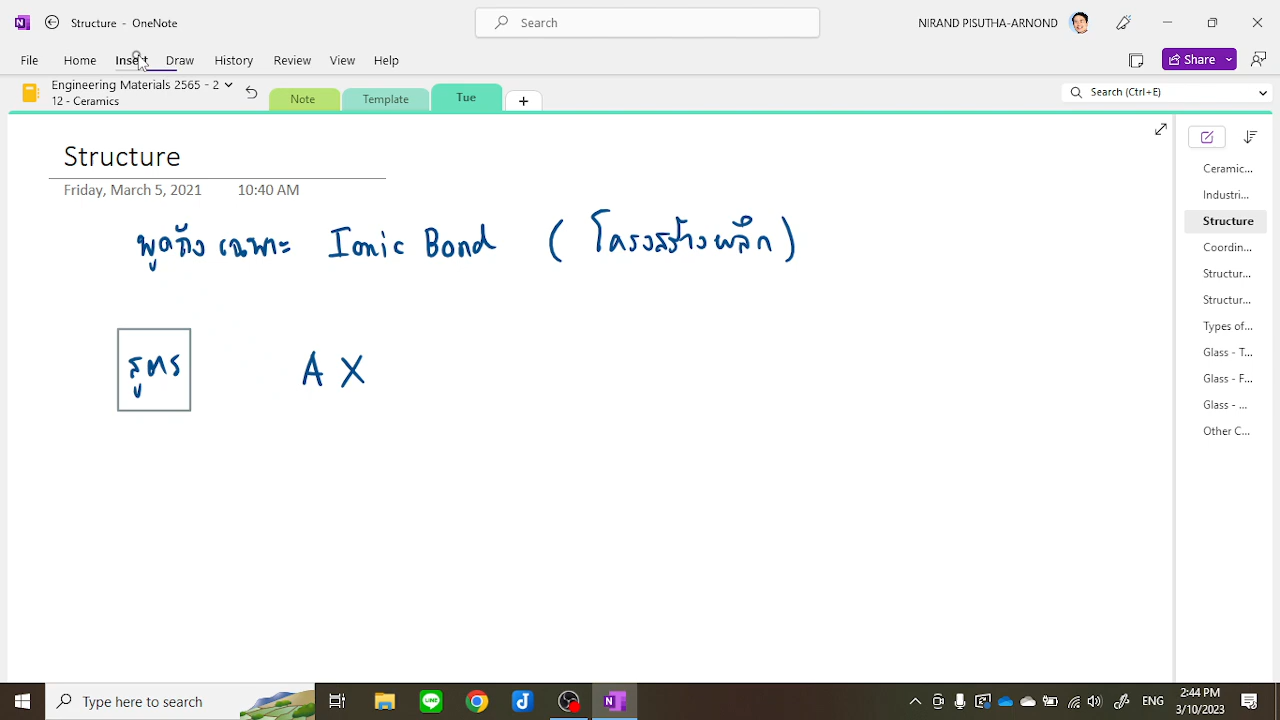 Structure - OneNote
Search
NIRAND PISUTHA-ARNOND
File Home Insert Draw History Review View Help
Share
Engineering Materials 2565 - 2
12 - Ceramics
Note
Template
Tue
+
Search (Ctrl+E)
Structure
Friday, March 5, 2021 10:40 AM
พูดถึง เฉพาะ Ionic Bond ( โครงสร้างผลึก )
สูตร
A X
Ceramic...
Industri...
Structure
Coordin...
Structur...
Structur...
Types of...
Glass - T...
Glass - F...
Glass - ...
Other C...
Type here to search
LINE
N
ENG
2:44 PM
3/10/2023